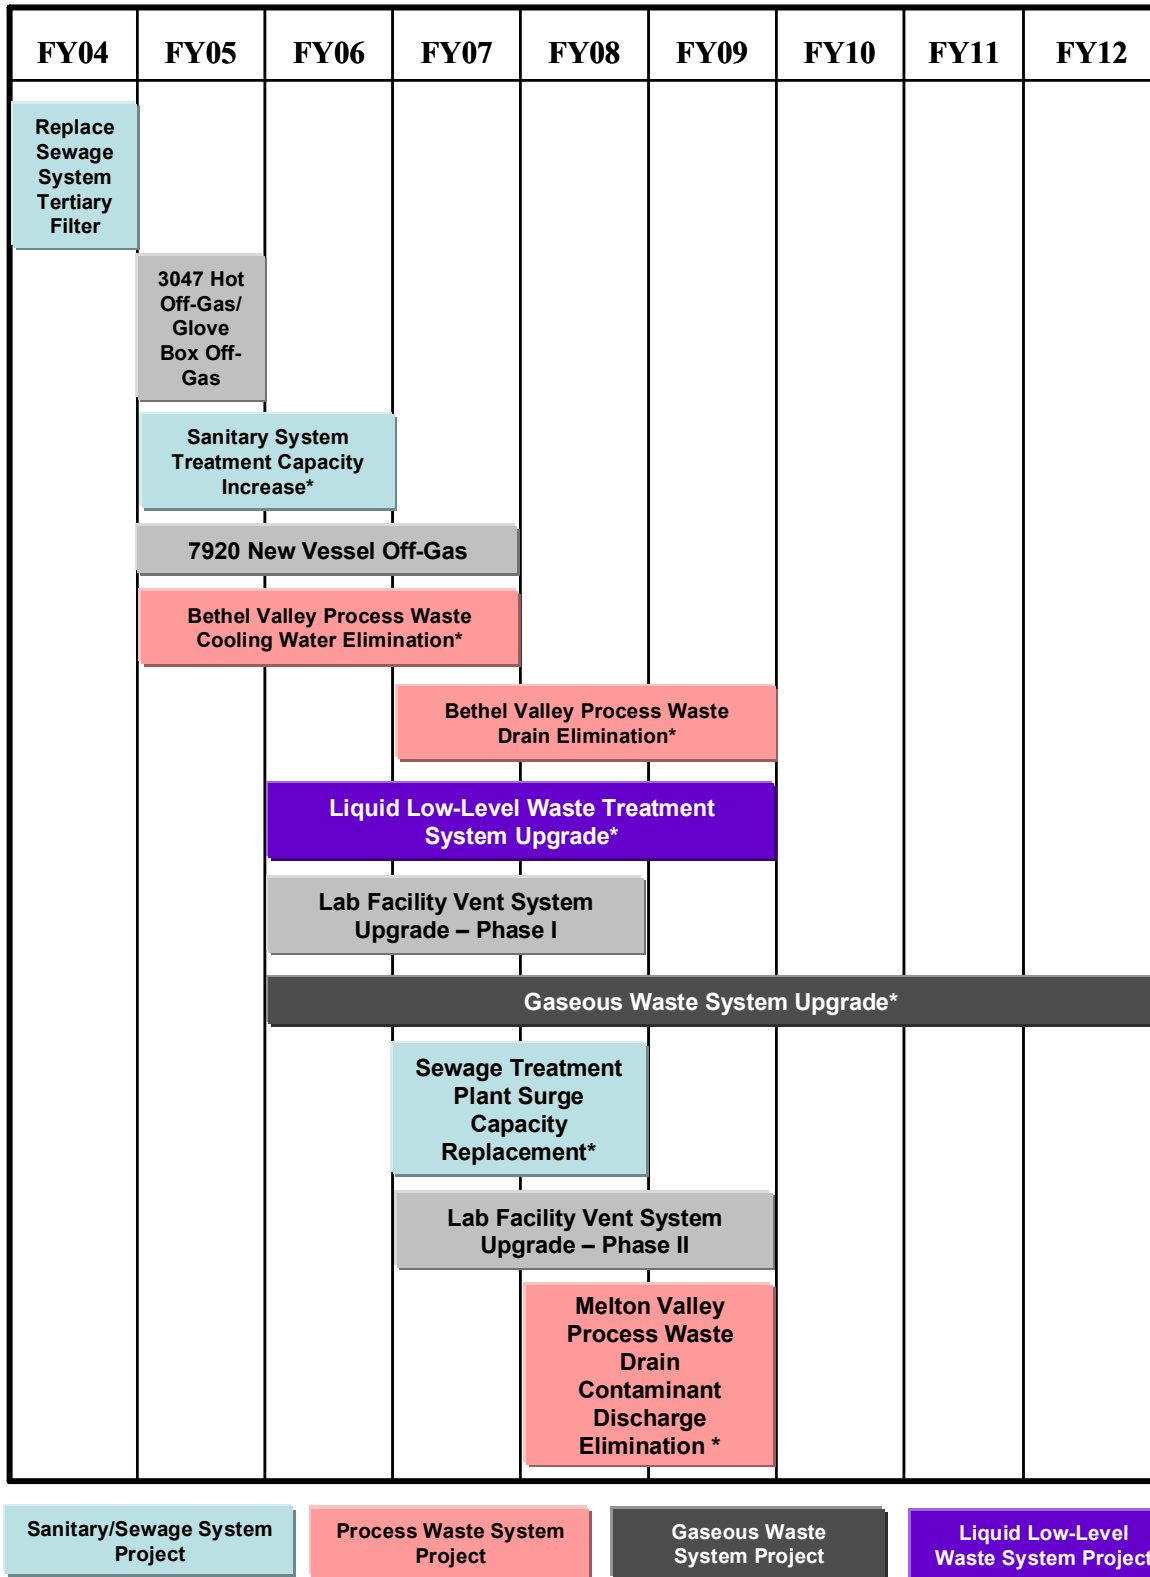 FY04 FY05 FY06 FY07 FY08 FY09 FY10 FY11 FY12
Replace
Sewage
System
Tertiary
Filter
3047 Hot
Off-Gas/
Glove
Box Off-
Gas
Sanitary System
Treatment Capacity
Increase*
7920 New Vessel Off-Gas
Bethel Valley Process Waste
Cooling Water Elimination*
Bethel Valley Process Waste
Drain Elimination*
Liquid Low-Level Waste Treatment
System Upgrade*
Lab Facility Vent System
Upgrade – Phase I
Gaseous Waste System Upgrade*
Sewage Treatment
Plant Surge
Capacity
Replacement*
Lab Facility Vent System
Upgrade – Phase II
Melton Valley
Process Waste
Drain
Contaminant
Discharge
Elimination *
Sanitary/Sewage System
Project
Process Waste System
Project
Gaseous Waste
System Project
Liquid Low-Level
Waste System Project